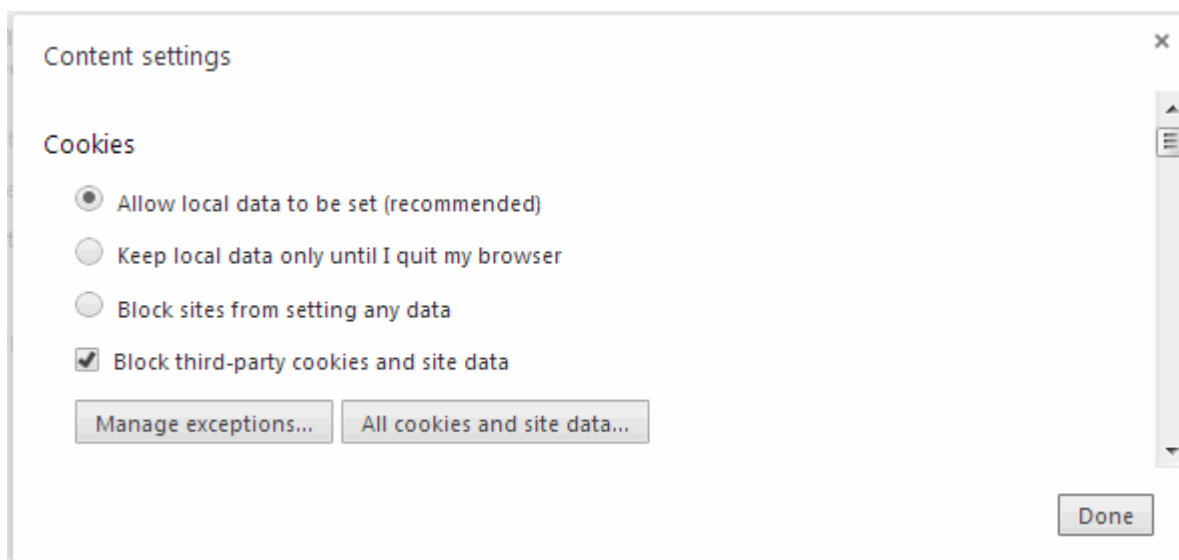 Content settings
Cookies
Allow local data to be set (recommended)
Keep local data only until I quit my browser
Block sites from setting any data
Block third-party cookies and site data
Manage exceptions... All cookies and site data...
Done